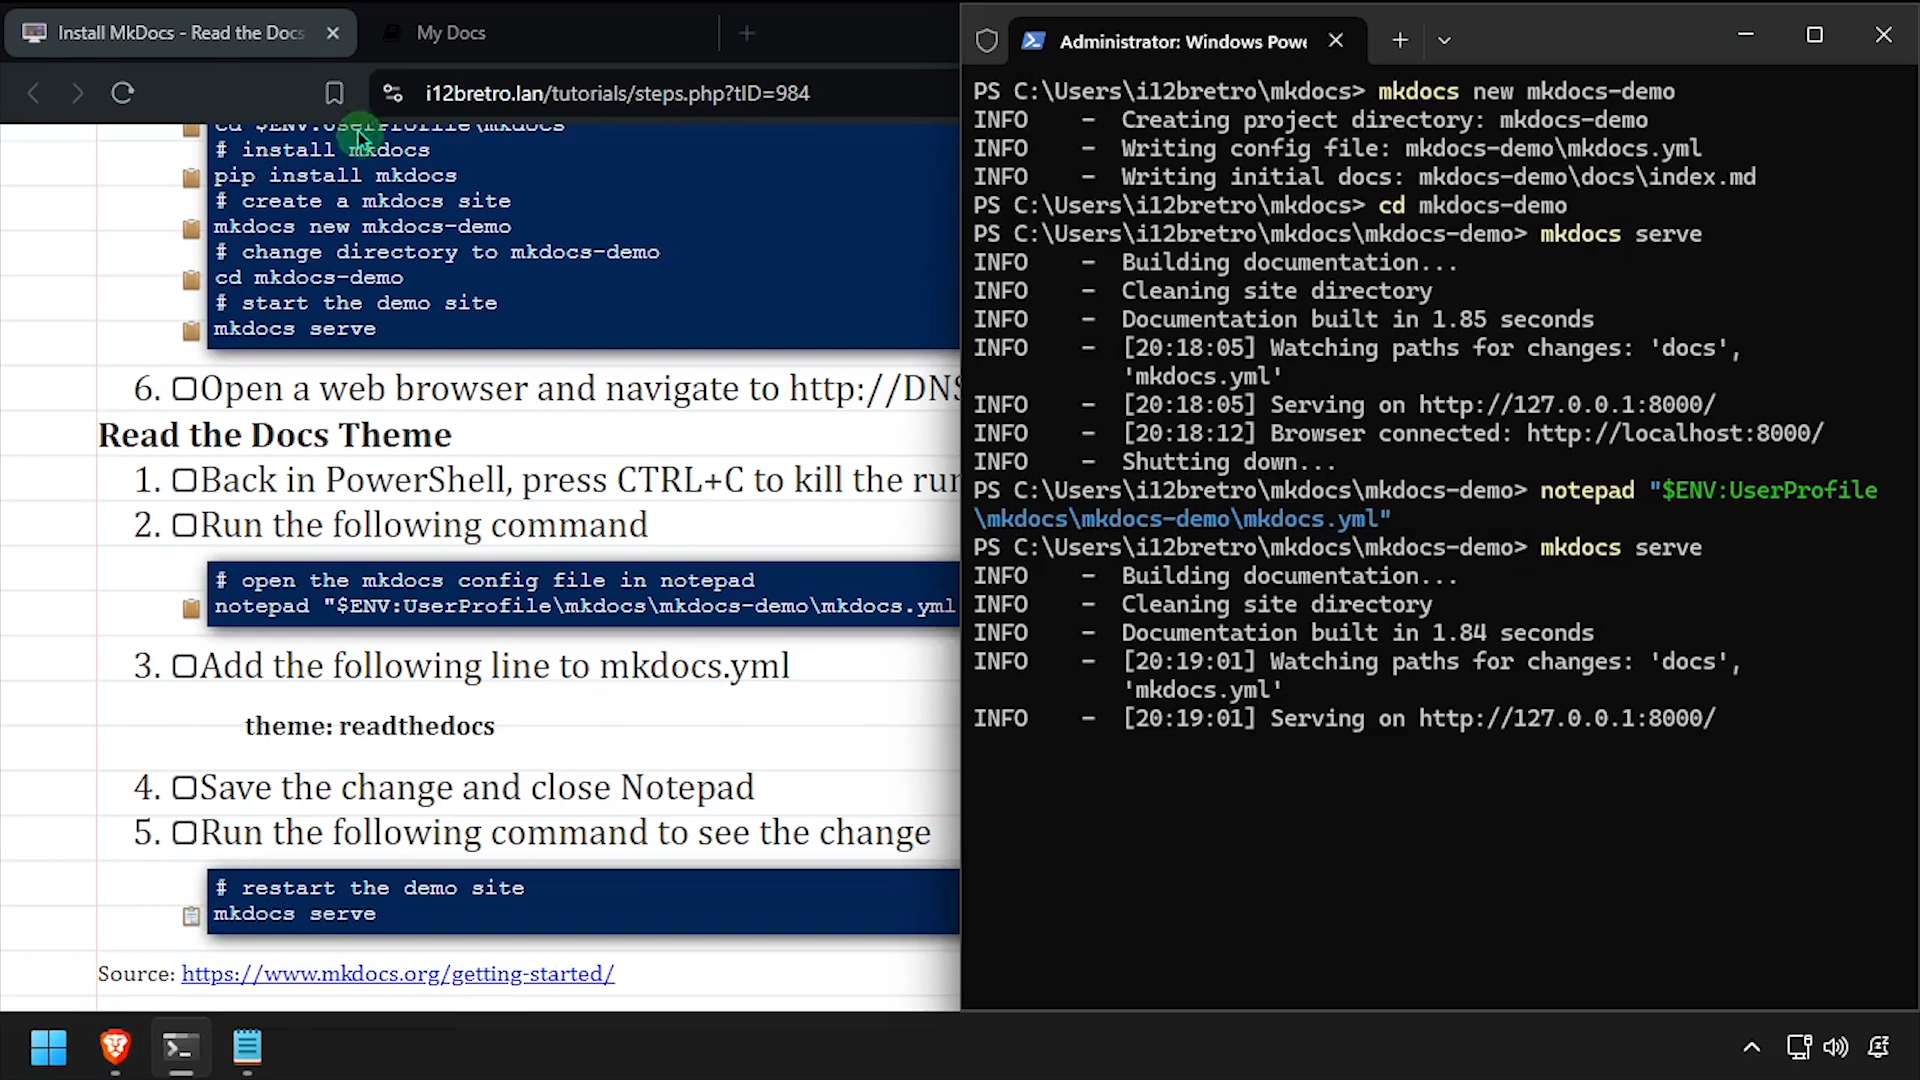 Install MkDocs - Read the Docs
My Docs
i12bretro.lan/tutorials/steps.php?tID=984
cd $ENV:UserProfile\mkdocs
# install mkdocs
pip install mkdocs
# create a mkdocs site
mkdocs new mkdocs-demo
# change directory to mkdocs-demo
cd mkdocs-demo
# start the demo site
mkdocs serve
6. Open a web browser and navigate to http://DNS
Read the Docs Theme
1. Back in PowerShell, press CTRL+C to kill the run
2. Run the following command
# open the mkdocs config file in notepad
notepad "$ENV:UserProfile\mkdocs\mkdocs-demo\mkdocs.yml
3. Add the following line to mkdocs.yml
theme: readthedocs
4. Save the change and close Notepad
5. Run the following command to see the change
# restart the demo site
mkdocs serve
Source: https://www.mkdocs.org/getting-started/
Administrator: Windows Powe
PS C:\Users\i12bretro\mkdocs> mkdocs new mkdocs-demo
INFO - Creating project directory: mkdocs-demo
INFO - Writing config file: mkdocs-demo\mkdocs.yml
INFO - Writing initial docs: mkdocs-demo\docs\index.md
PS C:\Users\i12bretro\mkdocs> cd mkdocs-demo
PS C:\Users\i12bretro\mkdocs\mkdocs-demo> mkdocs serve
INFO - Building documentation...
INFO - Cleaning site directory
INFO - Documentation built in 1.85 seconds
INFO - [20:18:05] Watching paths for changes: 'docs',
'mkdocs.yml'
INFO - [20:18:05] Serving on http://127.0.0.1:8000/
INFO - [20:18:12] Browser connected: http://localhost:8000/
INFO - Shutting down...
PS C:\Users\i12bretro\mkdocs\mkdocs-demo> notepad "$ENV:UserProfile
\mkdocs\mkdocs-demo\mkdocs.yml"
PS C:\Users\i12bretro\mkdocs\mkdocs-demo> mkdocs serve
INFO - Building documentation...
INFO - Cleaning site directory
INFO - Documentation built in 1.84 seconds
INFO - [20:19:01] Watching paths for changes: 'docs',
'mkdocs.yml'
INFO - [20:19:01] Serving on http://127.0.0.1:8000/